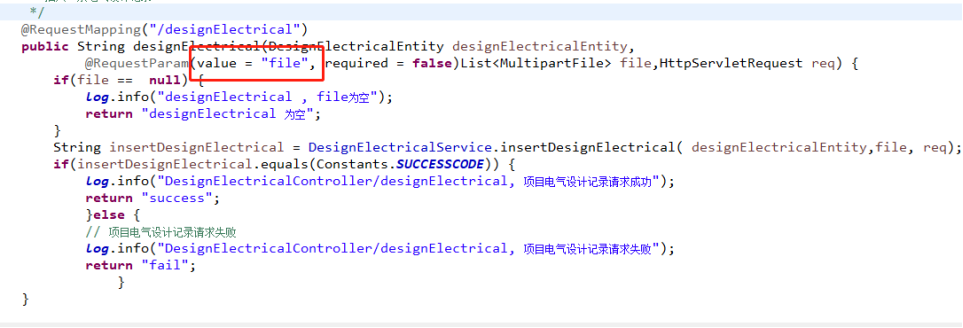 */
@RequestMapping("/designElectrical")
public String designElectrical(DesignElectricalEntity designElectricalEntity,
@RequestParam(value = "file", required = false)List<MultipartFile> file,HttpServletRequest req) {
if(file ==  null) {
Log.info("designElectrical , file为空");
return "designElectrical 为空";
}
String insertDesignElectrical = DesignElectricalService.insertDesignElectrical( designElectricalEntity,file, req);
if(insertDesignElectrical.equals(Constants.SUCCESSCODE)) {
Log.info("DesignElectricalController/designElectrical, 项目电气设计记录请求成功");
return "success";
}else {
// 项目电气设计记录请求失败
Log.info("DesignElectricalController/designElectrical, 项目电气设计记录请求失败");
return "fail";
}
}